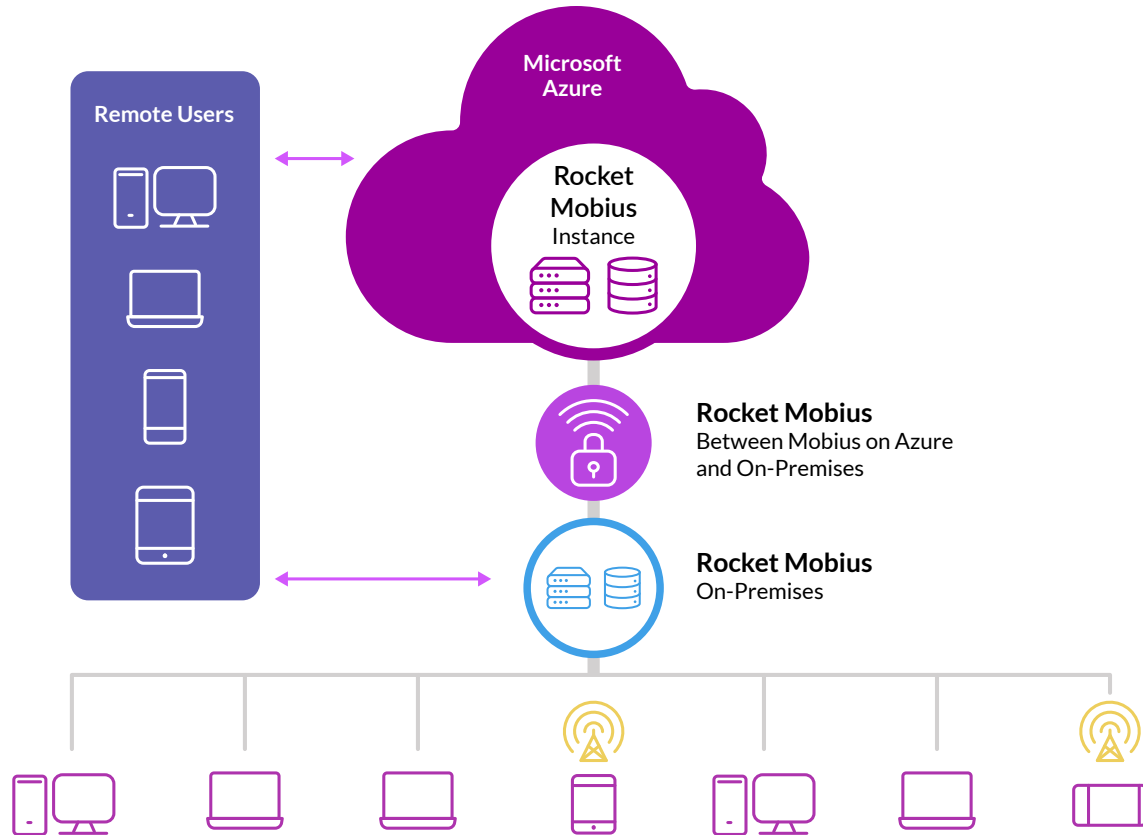 Remote Users
Microsoft
Azure
Rocket
Mobius
Instance
Rocket Mobius
Between Mobius on Azure
and On-Premises
Rocket Mobius
On-Premises